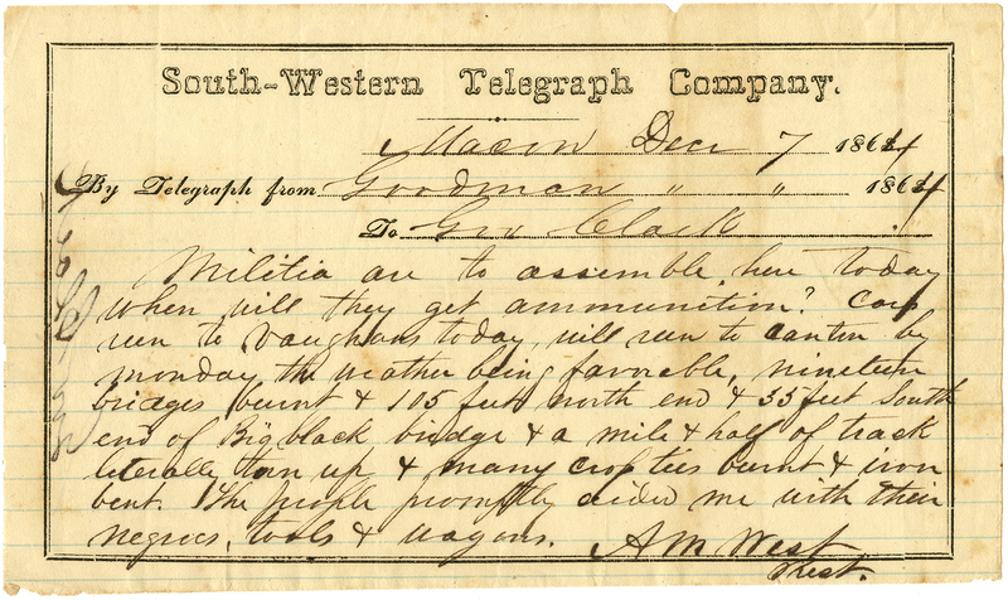 South-Western Telegraph Company.
Macon Dec 7 1864
By Telegraph from Goodman " " 1864
To Gov Clark
Militia are to assemble here today
when will they get ammunition? Cars
run to Vaughans today, will run to Canton by
monday the weather being favorable, nineteen
bridges burnt & 105 feet north end & 35 feet South
end of Big black bridge & a mile & half of track
literally torn up & many cross ties burnt & iron
bent. The people promptly aided me with their
negroes, tools & wagons.
A M West
Prest.